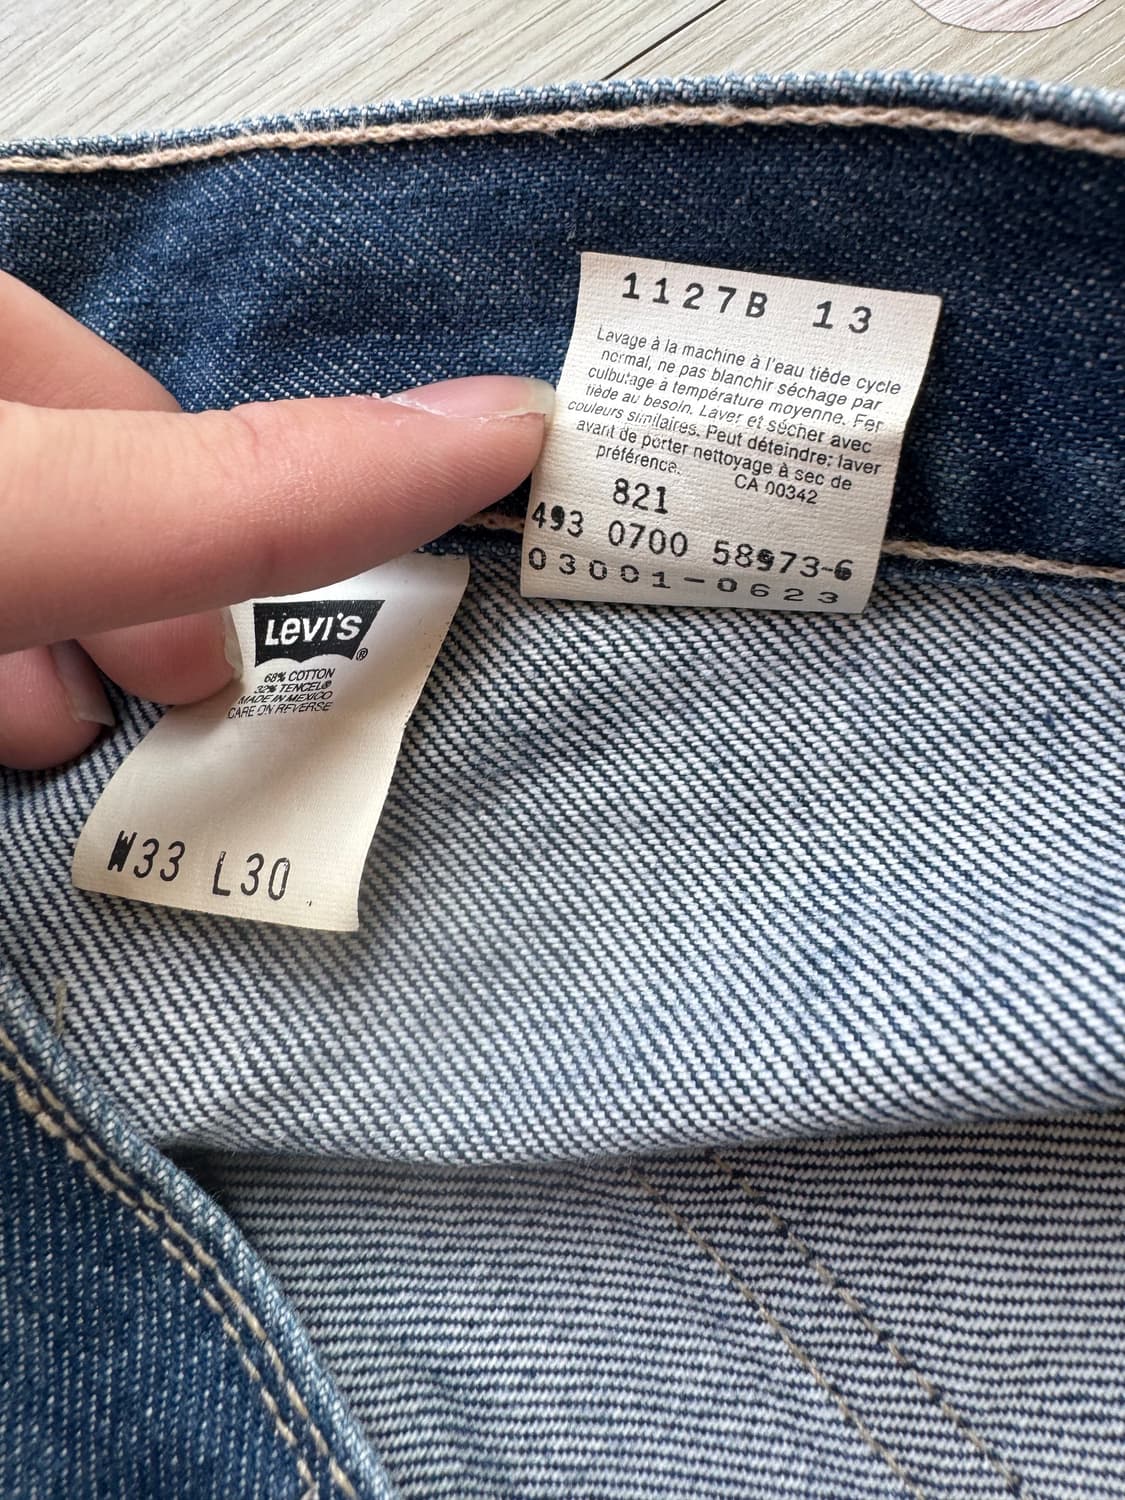 1127B 13
Lavage à la machine à l'eau tiède cycle
normal, ne pas blanchir séchage par
culbutage à température moyenne. Fer
tiède au besoin. Laver et sécher avec
couleurs similaires. Peut déteindre; laver
avant de porter nettoyage à sec de
préférence. CA 00342
821
493 0700 58973-6
03001-0623
LEVI'S ®
68% COTTON
32% TENCEL®
MADE IN MEXICO
CARE ON REVERSE
W33 L30